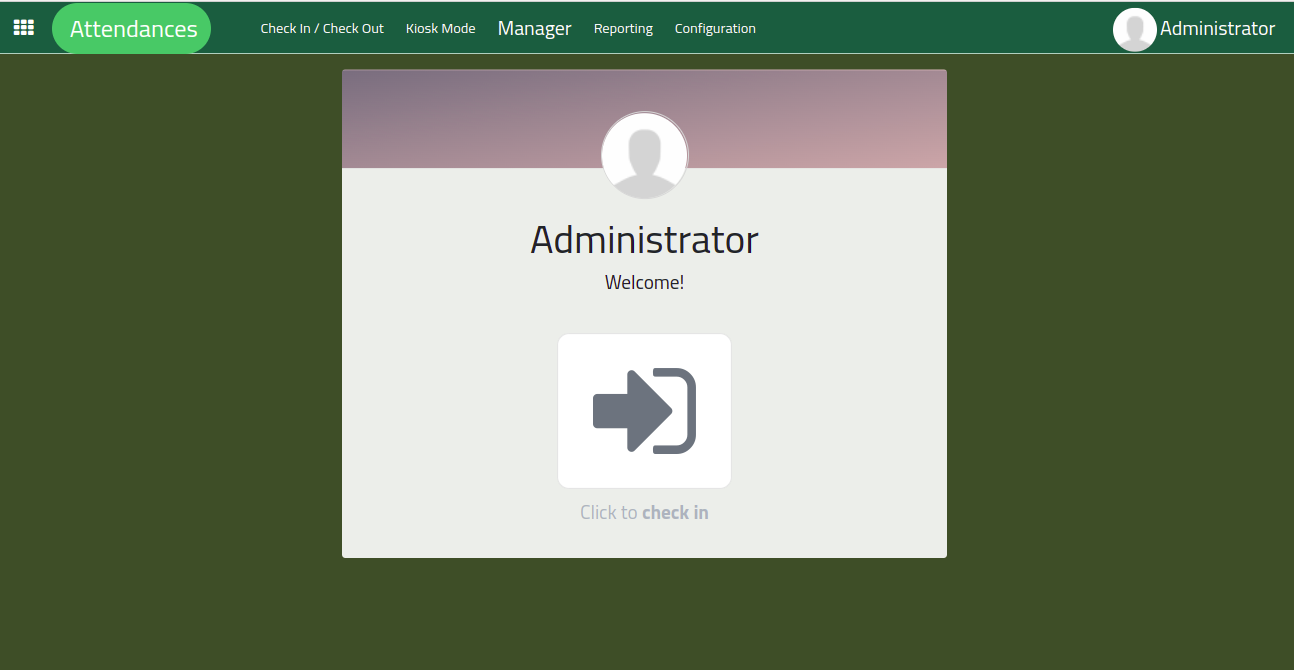 Attendances Check In / Check Out Kiosk Mode Manager Reporting Configuration Administrator
Administrator
Welcome!
Click to check in